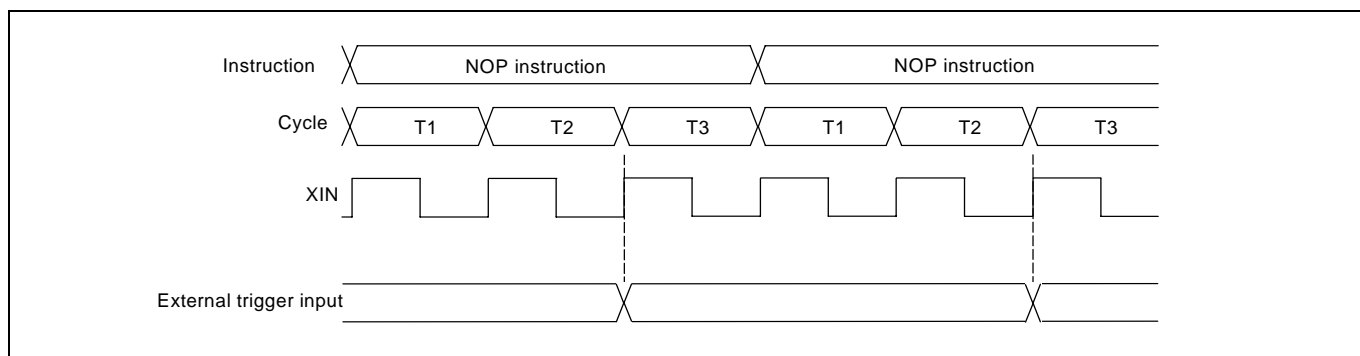 Instruction NOP instruction NOP instruction
Cycle T1 T2 T3 T1 T2 T3
XIN
External trigger input